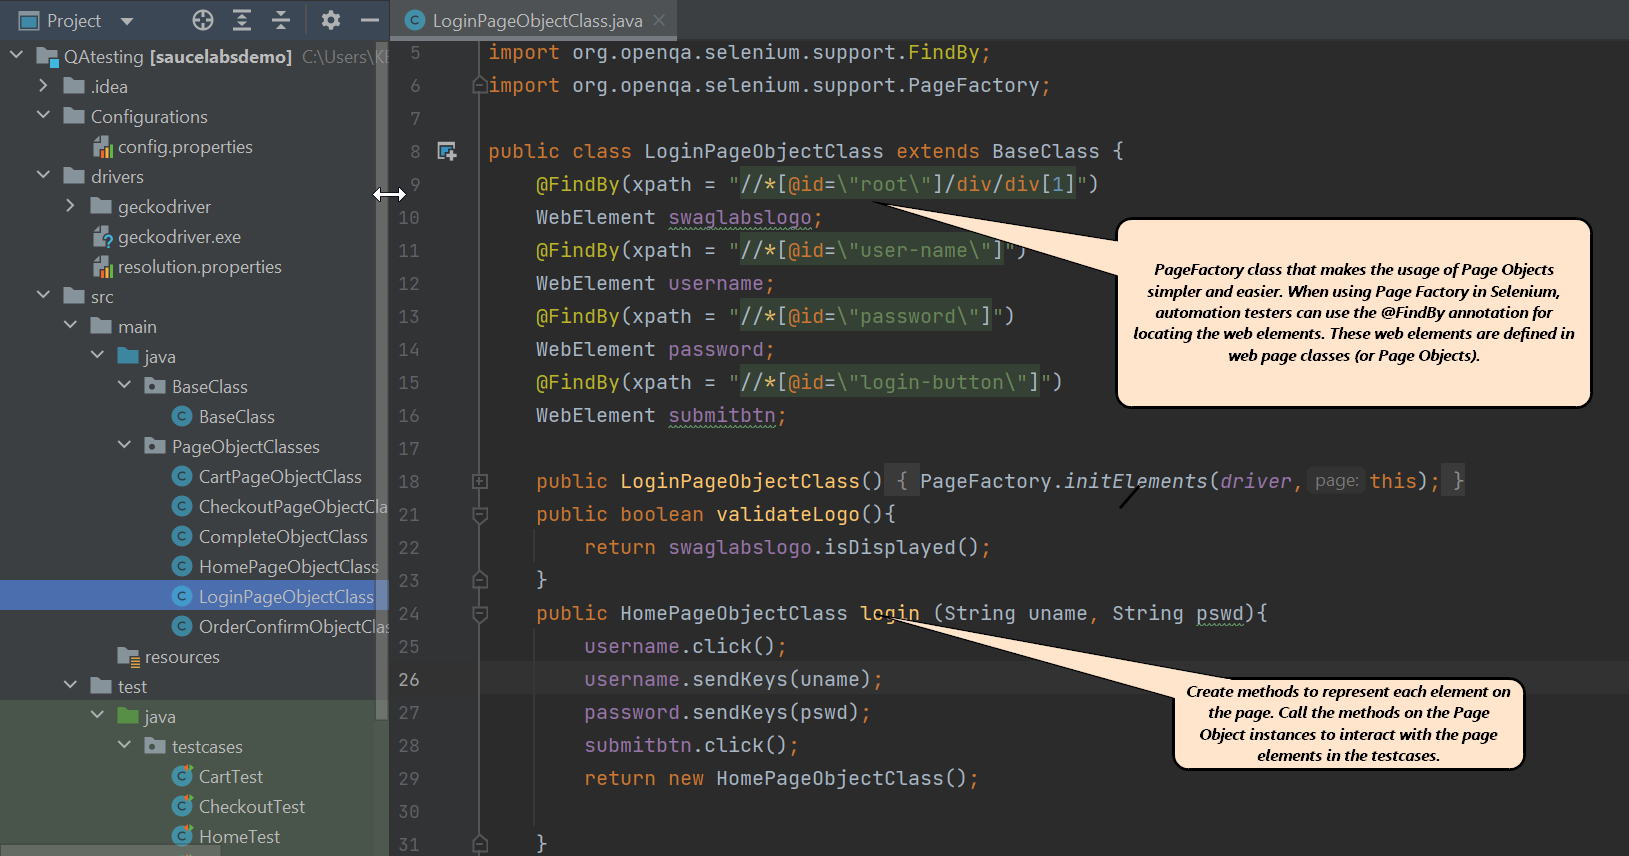 Project
QAtesting [saucelabsdemo] C:\Users\KE
.idea
Configurations
config.properties
drivers
geckodriver
geckodriver.exe
resolution.properties
src
main
java
BaseClass
BaseClass
PageObjectClasses
CartPageObjectClass
CheckoutPageObjectCla
CompleteObjectClass
HomePageObjectClass
LoginPageObjectClass
OrderConfirmObjectClas
resources
test
java
testcases
CartTest
CheckoutTest
HomeTest
LoginPageObjectClass.java
5 import org.openqa.selenium.support.FindBy;
6 import org.openqa.selenium.support.PageFactory;
7
8 public class LoginPageObjectClass extends BaseClass {
9 @FindBy(xpath = "//*[@id=\"root\"]/div/div[1]")
10 WebElement swaglabslogo;
11 @FindBy(xpath = "//*[@id=\"user-name\"]")
12 WebElement username;
13 @FindBy(xpath = "//*[@id=\"password\"]")
14 WebElement password;
15 @FindBy(xpath = "//*[@id=\"login-button\"]")
16 WebElement submitbtn;
17
18 public LoginPageObjectClass() { PageFactory.initElements(driver, page: this); }
21 public boolean validateLogo(){
22 return swaglabslogo.isDisplayed();
23 }
24 public HomePageObjectClass login (String uname, String pswd){
25 username.click();
26 username.sendKeys(uname);
27 password.sendKeys(pswd);
28 submitbtn.click();
29 return new HomePageObjectClass();
30
31 }
PageFactory class that makes the usage of Page Objects
simpler and easier. When using Page Factory in Selenium,
automation testers can use the @FindBy annotation for
locating the web elements. These web elements are defined in
web page classes (or Page Objects).
Create methods to represent each element on
the page. Call the methods on the Page
Object instances to interact with the page
elements in the testcases.